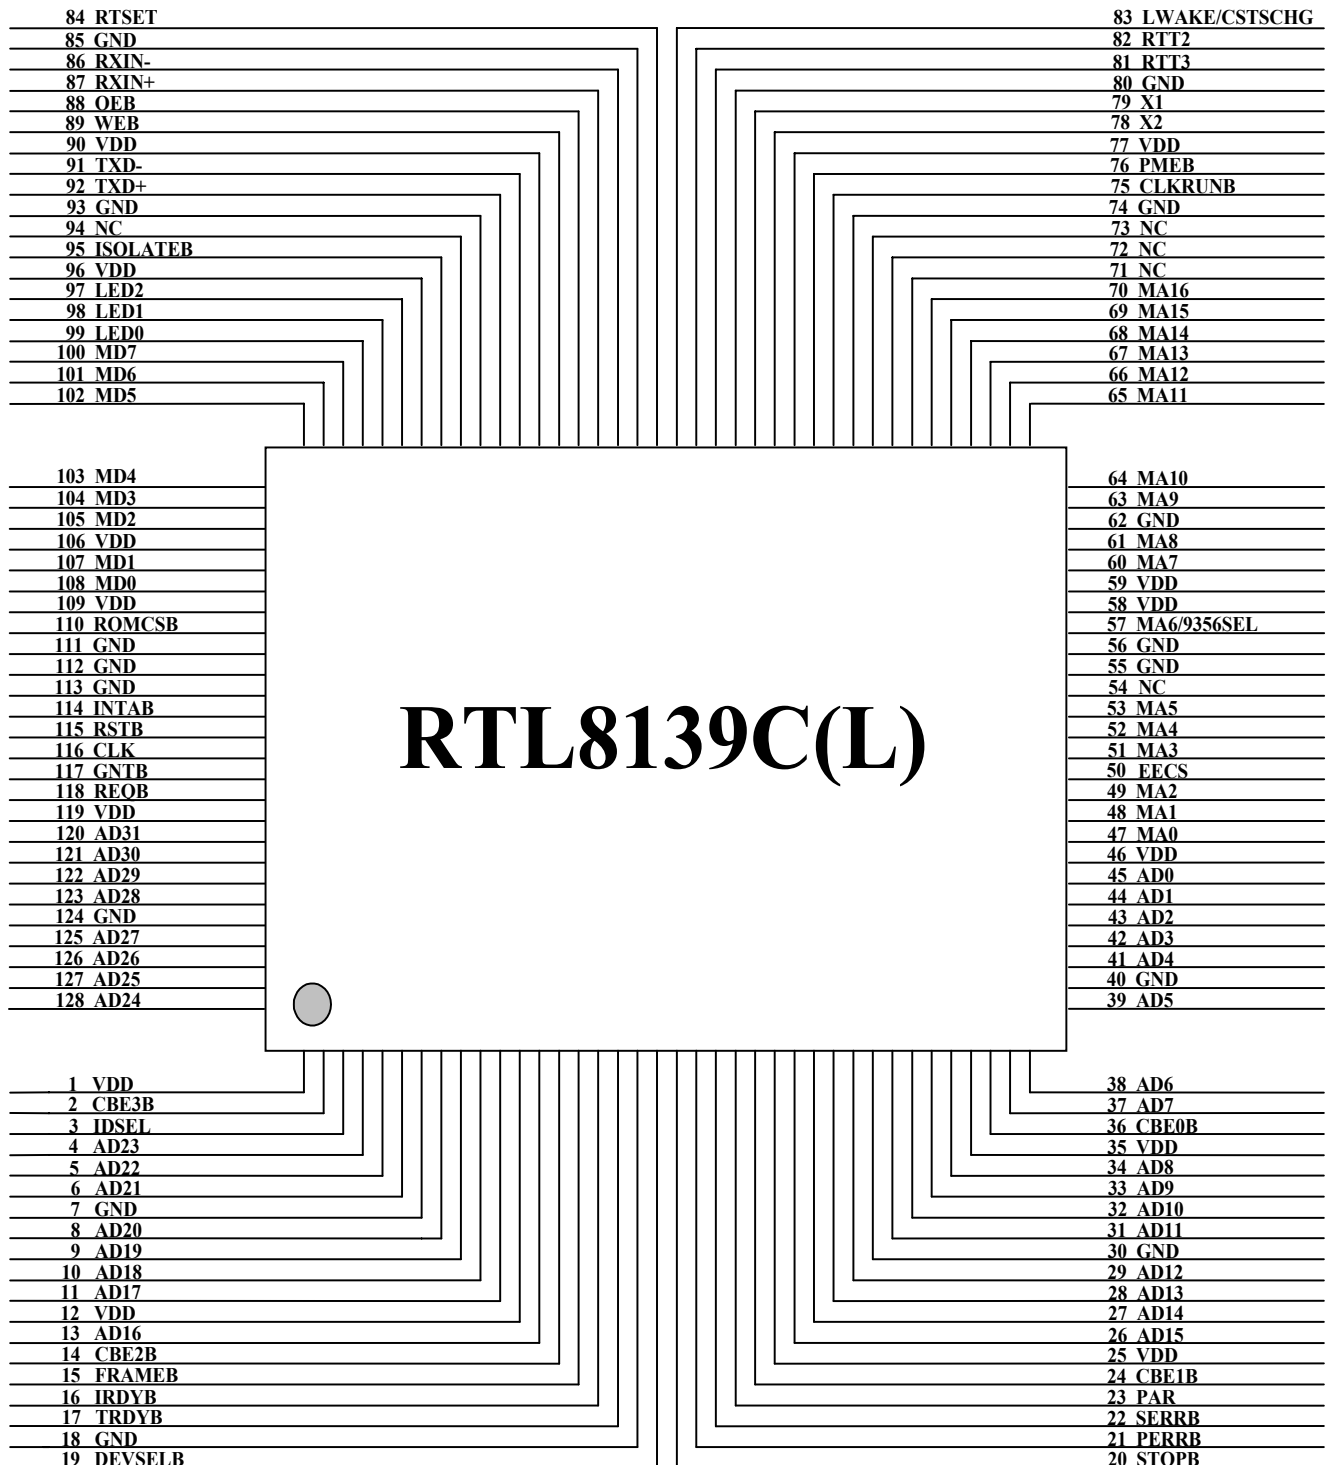 84 RTSET
85 GND
86 RXIN-
87 RXIN+
88 OEB
89 WEB
90 VDD
91 TXD-
92 TXD+
93 GND
94 NC
95 ISOLATEB
96 VDD
97 LED2
98 LED1
99 LED0
100 MD7
101 MD6
102 MD5
83 LWAKE/CSTSCHG
82 RTT2
81 RTT3
80 GND
79 X1
78 X2
77 VDD
76 PMEB
75 CLKRUNB
74 GND
73 NC
72 NC
71 NC
70 MA16
69 MA15
68 MA14
67 MA13
66 MA12
65 MA11
103 MD4
104 MD3
105 MD2
106 VDD
107 MD1
108 MD0
109 VDD
110 ROMCSB
111 GND
112 GND
113 GND
114 INTAB
115 RSTB
116 CLK
117 GNTB
118 REQB
119 VDD
120 AD31
121 AD30
122 AD29
123 AD28
124 GND
125 AD27
126 AD26
127 AD25
128 AD24
RTL8139C(L)
64 MA10
63 MA9
62 GND
61 MA8
60 MA7
59 VDD
58 VDD
57 MA6/9356SEL
56 GND
55 GND
54 NC
53 MA5
52 MA4
51 MA3
50 EECS
49 MA2
48 MA1
47 MA0
46 VDD
45 AD0
44 AD1
43 AD2
42 AD3
41 AD4
40 GND
39 AD5
1 VDD
2 CBE3B
3 IDSEL
4 AD23
5 AD22
6 AD21
7 GND
8 AD20
9 AD19
10 AD18
11 AD17
12 VDD
13 AD16
14 CBE2B
15 FRAMEB
16 IRDYB
17 TRDYB
18 GND
19 DEVSELB
38 AD6
37 AD7
36 CBE0B
35 VDD
34 AD8
33 AD9
32 AD10
31 AD11
30 GND
29 AD12
28 AD13
27 AD14
26 AD15
25 VDD
24 CBE1B
23 PAR
22 SERRB
21 PERRB
20 STOPB